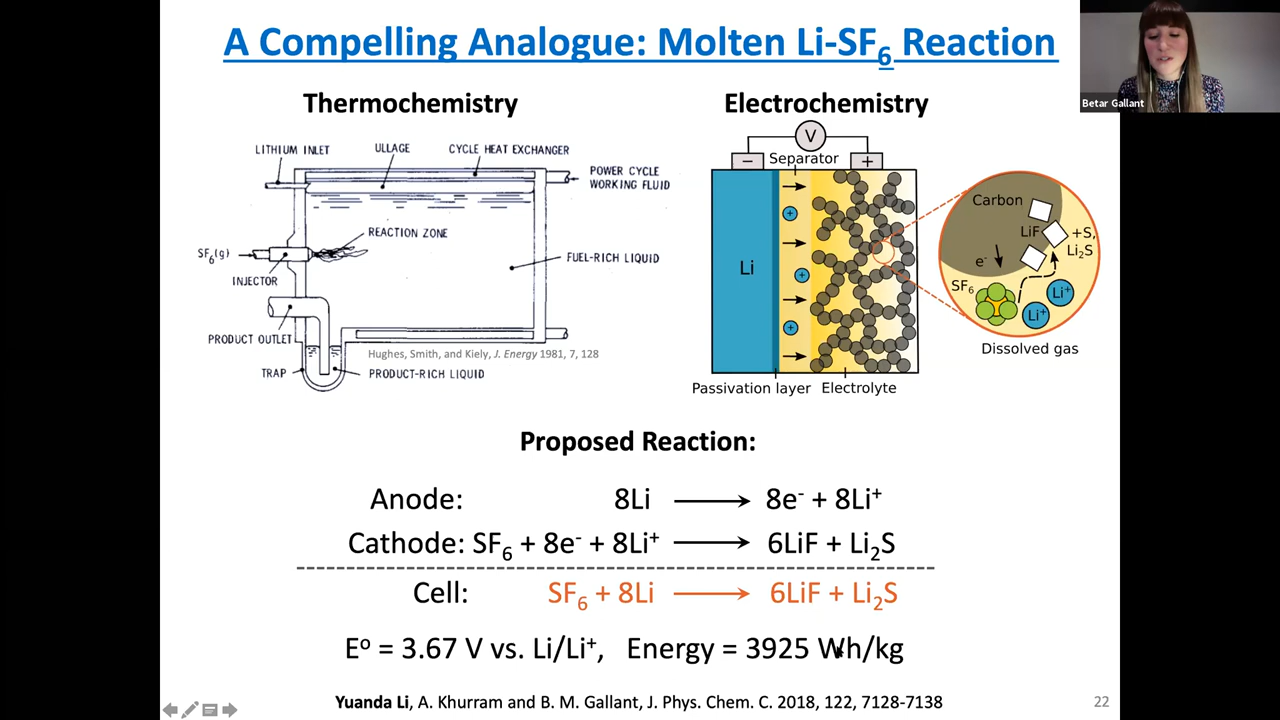 A Compelling Analogue: Molten Li-SF₆ Reaction
Betar Gallant
Thermochemistry
LITHIUM INLET
ULLAGE
CYCLE HEAT EXCHANGER
POWER CYCLE
WORKING FLUID
REACTION ZONE
SF₆(g)
INJECTOR
FUEL-RICH LIQUID
PRODUCT OUTLET
Hughes, Smith, and Kiely, J. Energy 1981, 7, 128
TRAP
PRODUCT-RICH LIQUID
Electrochemistry
V
− Separator +
Li
+
+
+
Passivation layer
Electrolyte
Carbon
LiF
+S,
Li₂S
e⁻
SF₆
Li⁺
Li⁺
Dissolved gas
Proposed Reaction:
Anode: 8Li ⟶ 8e⁻ + 8Li⁺
Cathode: SF₆ + 8e⁻ + 8Li⁺ ⟶ 6LiF + Li₂S
Cell: SF₆ + 8Li ⟶ 6LiF + Li₂S
Eº = 3.67 V vs. Li/Li⁺, Energy = 3925 Wh/kg
Yuanda Li, A. Khurram and B. M. Gallant, J. Phys. Chem. C. 2018, 122, 7128-7138
22